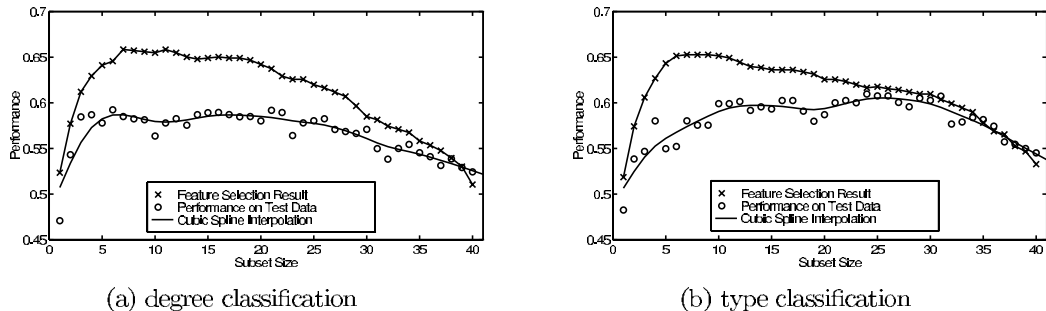 0.7
0.65
0.6
0.55
0.5
0.45
Performance
0 5 10 15 20 25 30 35 40
Subset Size
Feature Selection Result
Performance on Test Data
Cubic Spline Interpolation
(a) degree classification
0.7
0.65
0.6
0.55
0.5
0.45
Performance
0 5 10 15 20 25 30 35 40
Subset Size
Feature Selection Result
Performance on Test Data
Cubic Spline Interpolation
(b) type classification